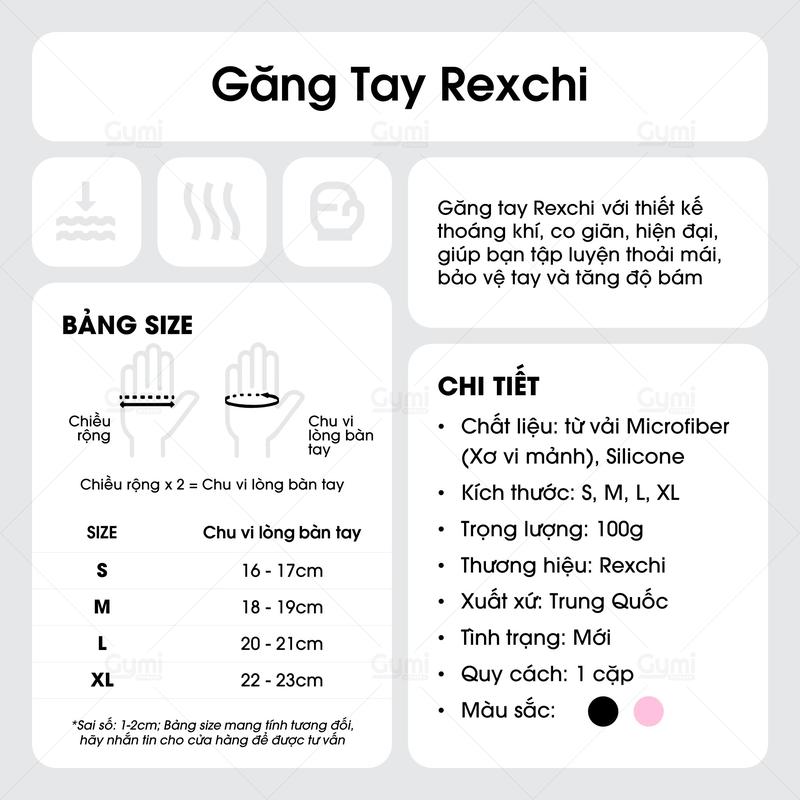 Găng Tay Rexchi
Găng tay Rexchi với thiết kế
thoáng khí, co giãn, hiện đại,
giúp bạn tập luyện thoải mái,
bảo vệ tay và tăng độ bám
BẢNG SIZE
Chiều
rộng
Chu vi
lòng bàn
tay
Chiều rộng x 2 = Chu vi lòng bàn tay
SIZE Chu vi lòng bàn tay
S 16 - 17cm
M 18 - 19cm
L 20 - 21cm
XL 22 - 23cm
*Sai số: 1-2cm; Bảng size mang tính tương đối,
hãy nhắn tin cho cửa hàng để được tư vấn
CHI TIẾT
• Chất liệu: từ vải Microfiber
(Xơ vi mảnh), Silicone
• Kích thước: S, M, L, XL
• Trọng lượng: 100g
• Thương hiệu: Rexchi
• Xuất xứ: Trung Quốc
• Tình trạng: Mới
• Quy cách: 1 cặp
• Màu sắc:
Gymi